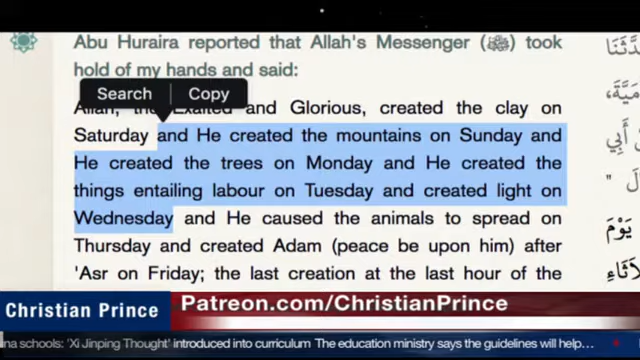 Abu Huraira reported that Allah's Messenger (ﷺ) took
hold of my hands and said:
Search Copy
Allah, the Exalted and Glorious, created the clay on
Saturday and He created the mountains on Sunday and
He created the trees on Monday and He created the
things entailing labour on Tuesday and created light on
Wednesday and He caused the animals to spread on
Thursday and created Adam (peace be upon him) after
'Asr on Friday; the last creation at the last hour of the
أَبِي
يَوْمَ
Christian Prince
Patreon.com/ChristianPrince
na schools: 'Xi Jinping Thought' introduced into curriculum The education ministry says the guidelines will help…